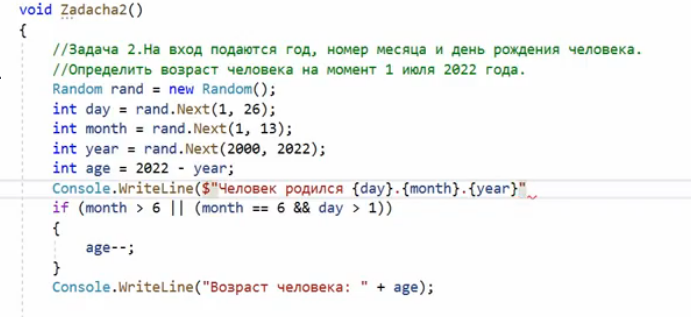 void Zadacha2()
{
//Задача 2.На вход подаются год, номер месяца и день рождения человека.
//Определить возраст человека на момент 1 июля 2022 года.
Random rand = new Random();
int day = rand.Next(1, 26);
int month = rand.Next(1, 13);
int year = rand.Next(2000, 2022);
int age = 2022 - year;
Console.WriteLine($"Человек родился {day}.{month}.{year}"
if (month > 6 || (month == 6 && day > 1))
{
age--;
}
Console.WriteLine("Возраст человека: " + age);